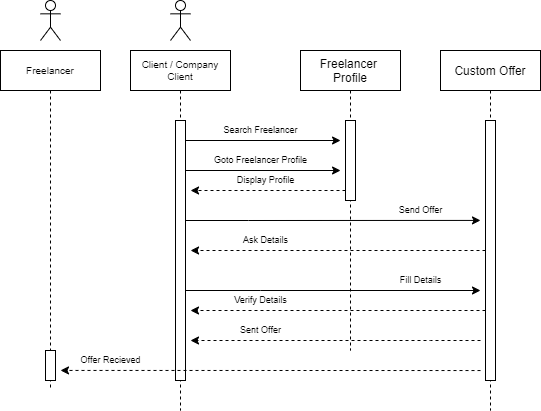 Freelancer
Client / Company
Client
Freelancer
Profile
Custom Offer
Search Freelancer
Goto Freelancer Profile
Display Profile
Send Offer
Ask Details
Fill Details
Verify Details
Sent Offer
Offer Recieved